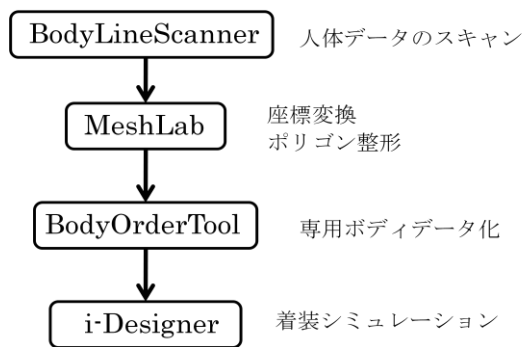 BodyLineScanner 人体データのスキャン
MeshLab 座標変換
ポリゴン整形
BodyOrderTool 専用ボディデータ化
i-Designer 着装シミュレーション